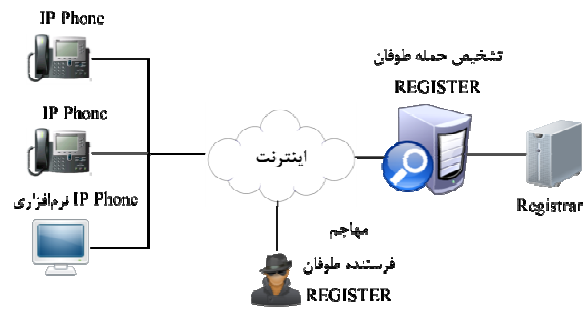 IP Phone
تشخیص حمله طوفان
REGISTER
IP Phone
اینترنت
IP Phone نرم‌افزاری
Registrar
مهاجم
فرستنده طوفان
REGISTER